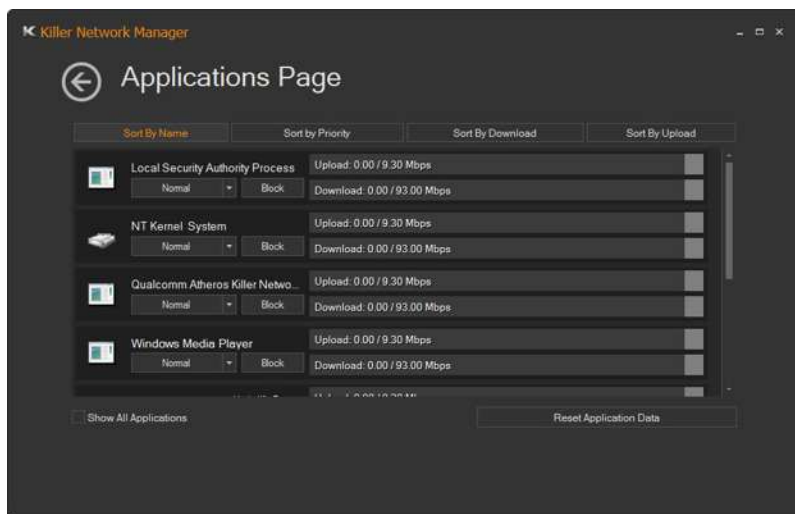 Killer Network Manager
Applications Page
Sort By Name Sort by Priority Sort By Download Sort By Upload
Local Security Authority Process
Upload: 0.00 / 9.30 Mbps
Normal Block
Download: 0.00 / 93.00 Mbps
NT Kernel System
Upload: 0.00 / 9.30 Mbps
Normal Block
Download: 0.00 / 93.00 Mbps
Qualcomm Atheros Killer Netwo...
Upload: 0.00 / 9.30 Mbps
Normal Block
Download: 0.00 / 93.00 Mbps
Windows Media Player
Upload: 0.00 / 9.30 Mbps
Normal Block
Download: 0.00 / 93.00 Mbps
Show All Applications
Reset Application Data